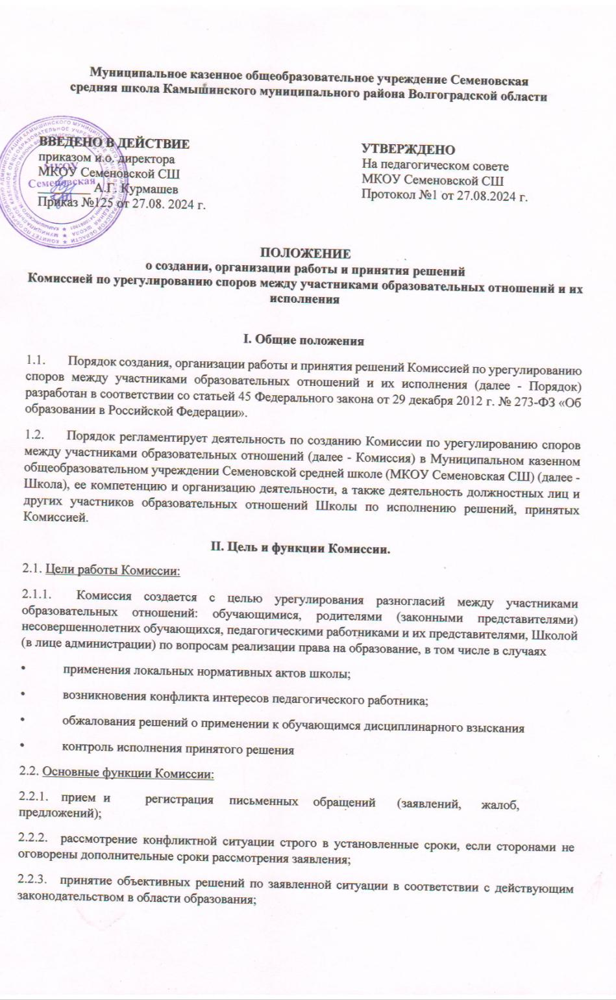 Муниципальное казенное общеобразовательное учреждение Семеновская
средняя школа Камышинского муниципального района Волгоградской области
ВВЕДЕНО В ДЕЙСТВИЕ
приказом и.о. директора
МКОУ Семеновской СШ
________ А.Г. Курмашев
Приказ №125 от 27.08. 2024 г.
МКОУ
Семеновская
СШ
УТВЕРЖДЕНО
На педагогическом совете
МКОУ Семеновской СШ
Протокол №1 от 27.08.2024 г.
ПОЛОЖЕНИЕ
о создании, организации работы и принятия решений
Комиссией по урегулированию споров между участниками образовательных отношений и их
исполнения
I. Общие положения
1.1. Порядок создания, организации работы и принятия решений Комиссией по урегулированию
споров между участниками образовательных отношений и их исполнения (далее - Порядок)
разработан в соответствии со статьей 45 Федерального закона от 29 декабря 2012 г. № 273-ФЗ «Об
образовании в Российской Федерации».
1.2. Порядок регламентирует деятельность по созданию Комиссии по урегулированию споров
между участниками образовательных отношений (далее - Комиссия) в Муниципальном казенном
общеобразовательном учреждении Семеновской средней школе (МКОУ Семеновская СШ) (далее -
Школа), ее компетенцию и организацию деятельности, а также деятельность должностных лиц и
других участников образовательных отношений Школы по исполнению решений, принятых
Комиссией.
II. Цель и функции Комиссии.
2.1. Цели работы Комиссии:
2.1.1. Комиссия создается с целью урегулирования разногласий между участниками
образовательных отношений: обучающимися, родителями (законными представителями)
несовершеннолетних обучающихся, педагогическими работниками и их представителями, Школой
(в лице администрации) по вопросам реализации права на образование, в том числе в случаях
• применения локальных нормативных актов школы;
• возникновения конфликта интересов педагогического работника;
• обжалования решений о применении к обучающимся дисциплинарного взыскания
• контроль исполнения принятого решения
2.2. Основные функции Комиссии:
2.2.1. прием и регистрация письменных обращений (заявлений, жалоб,
предложений);
2.2.2. рассмотрение конфликтной ситуации строго в установленные сроки, если сторонами не
оговорены дополнительные сроки рассмотрения заявления;
2.2.3. принятие объективных решений по заявленной ситуации в соответствии с действующим
законодательством в области образования;